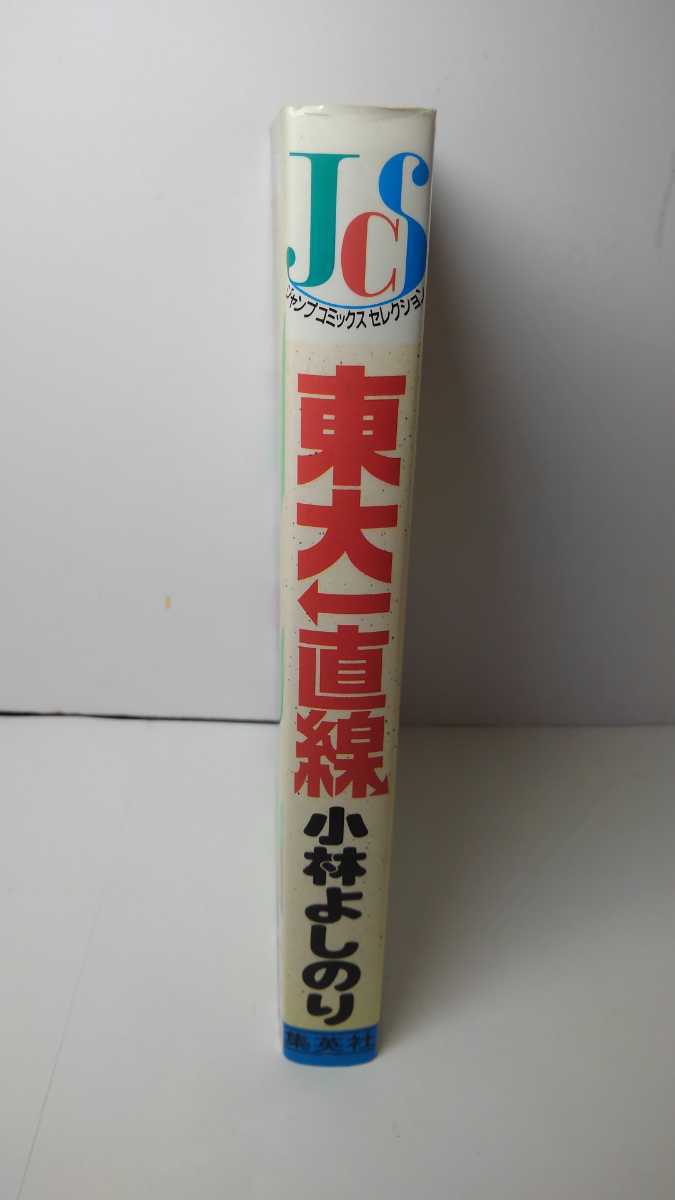 JCS
ジャンプコミックスセレクション
東大一直線
小林よしのり
集英社